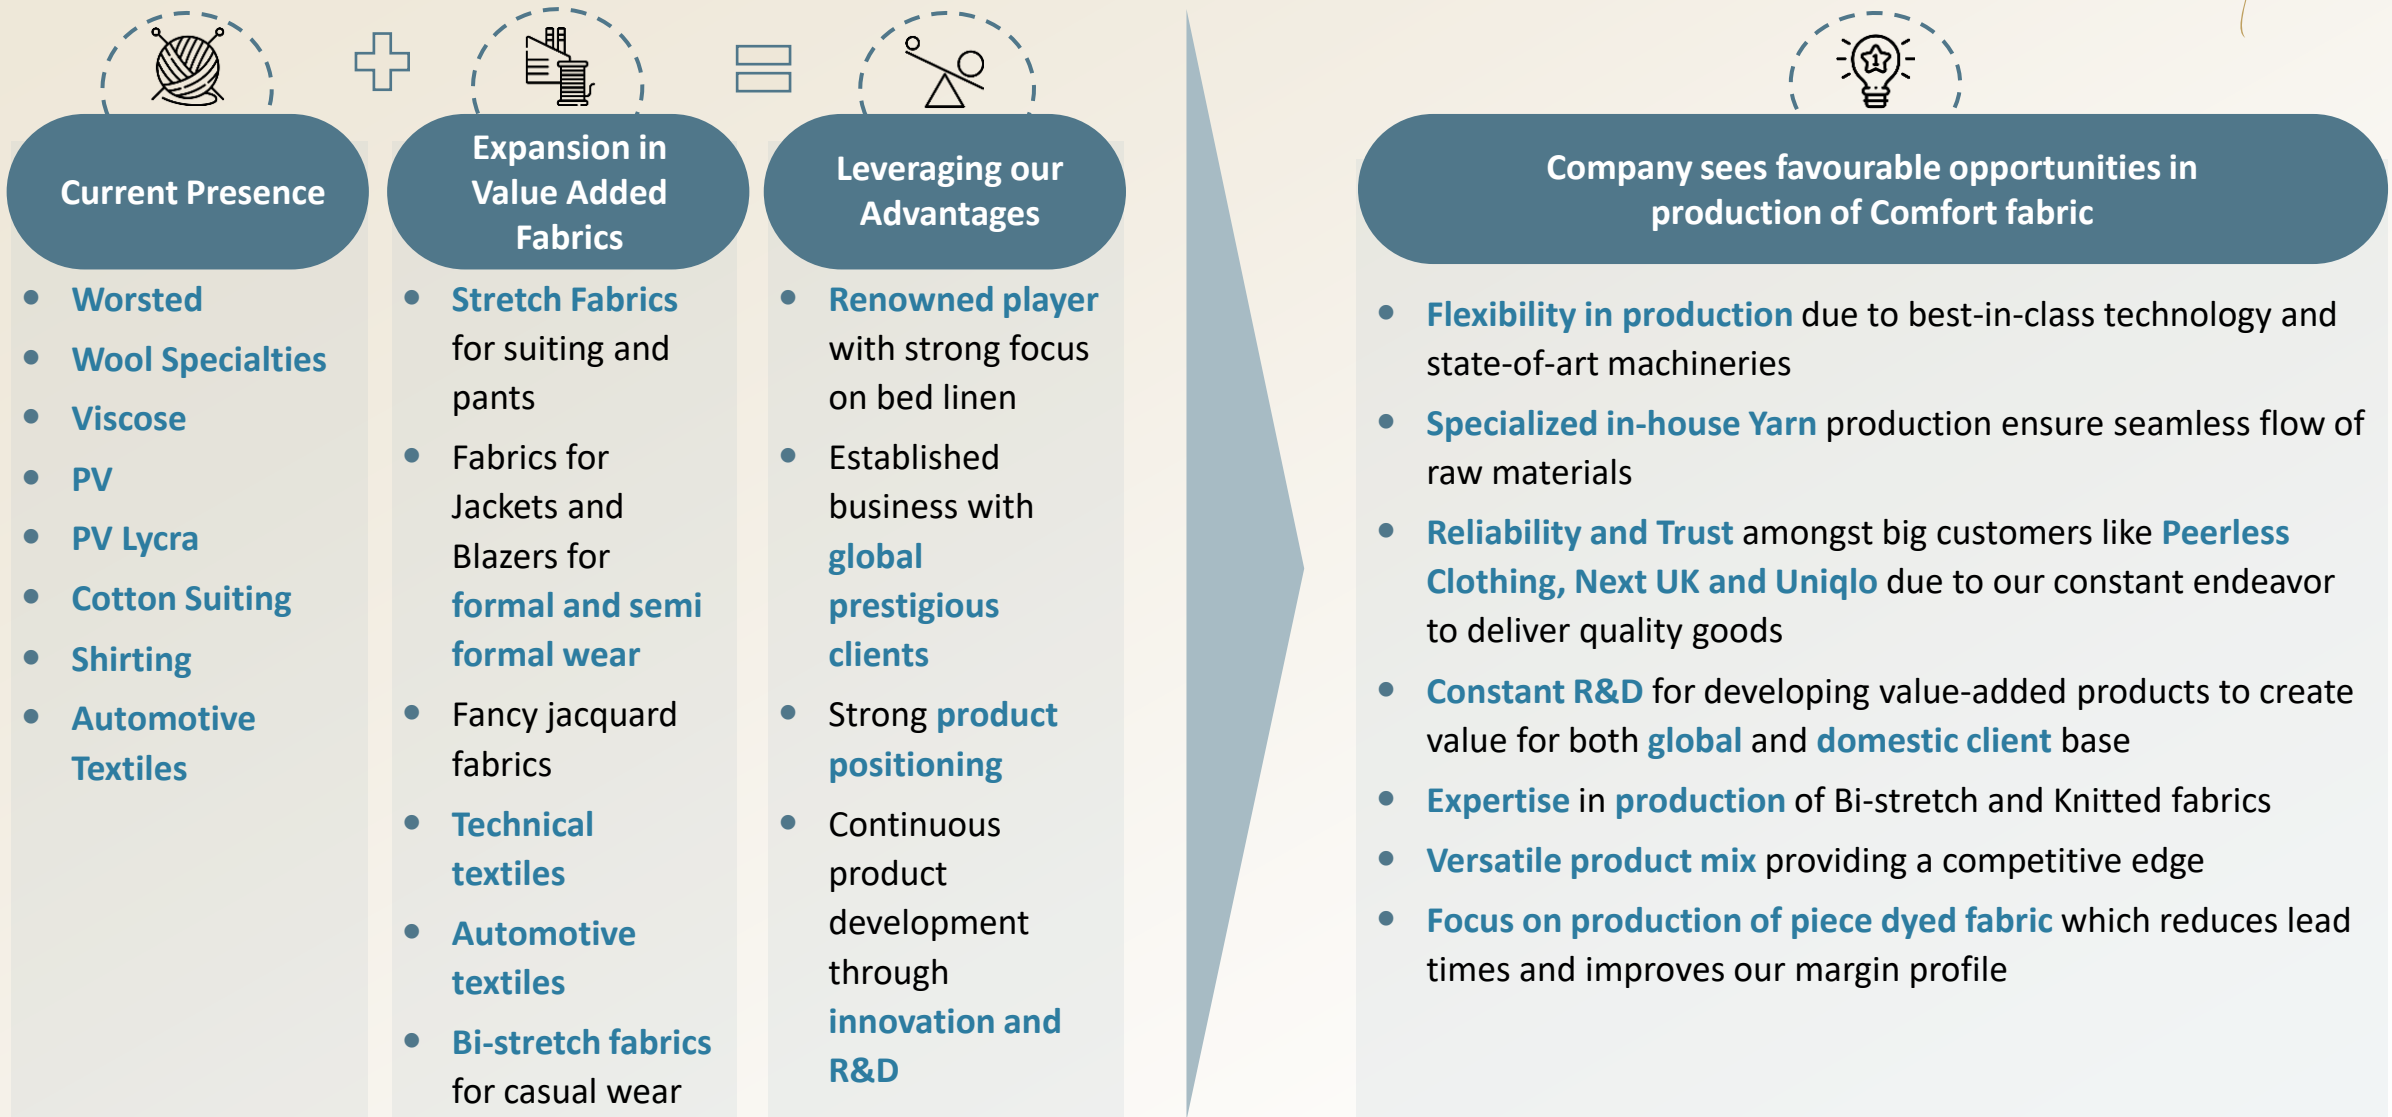 Current Presence
• Worsted
• Wool Specialties
• Viscose
• PV
• PV Lycra
• Cotton Suiting
• Shirting
• Automotive
Textiles
Expansion in
Value Added
Fabrics
• Stretch Fabrics
for suiting and
pants
• Fabrics for
Jackets and
Blazers for
formal and semi
formal wear
• Fancy jacquard
fabrics
• Technical
textiles
• Automotive
textiles
• Bi-stretch fabrics
for casual wear
Leveraging our
Advantages
• Renowned player
with strong focus
on bed linen
• Established
business with
global
prestigious
clients
• Strong product
positioning
• Continuous
product
development
through
innovation and
R&D
1
Company sees favourable opportunities in
production of Comfort fabric
• Flexibility in production due to best-in-class technology and
state-of-art machineries
• Specialized in-house Yarn production ensure seamless flow of
raw materials
• Reliability and Trust amongst big customers like Peerless
Clothing, Next UK and Uniqlo due to our constant endeavor
to deliver quality goods
• Constant R&D for developing value-added products to create
value for both global and domestic client base
• Expertise in production of Bi-stretch and Knitted fabrics
• Versatile product mix providing a competitive edge
• Focus on production of piece dyed fabric which reduces lead
times and improves our margin profile